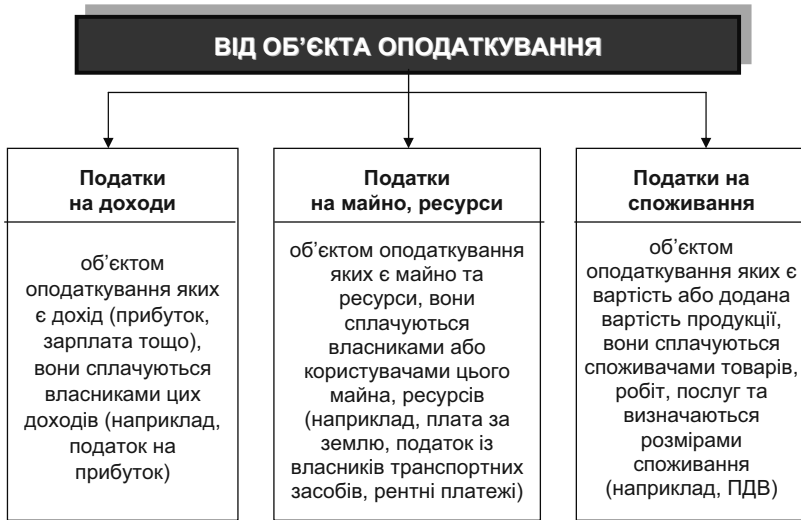 ВІД ОБ’ЄКТА ОПОДАТКУВАННЯ
Податки
на доходи
об’єктом
оподаткування яких
є дохід (прибуток,
зарплата тощо),
вони сплачуються
власниками цих
доходів (наприклад,
податок на
прибуток)
Податки
на майно, ресурси
об’єктом оподаткування
яких є майно та
ресурси, вони
сплачуються
власниками або
користувачами цього
майна, ресурсів
(наприклад, плата за
землю, податок із
власників транспортних
засобів, рентні платежі)
Податки на
споживання
об’єктом
оподаткування яких є
вартість або додана
вартість продукції,
вони сплачуються
споживачами товарів,
робіт, послуг та
визначаються
розмірами
споживання
(наприклад, ПДВ)